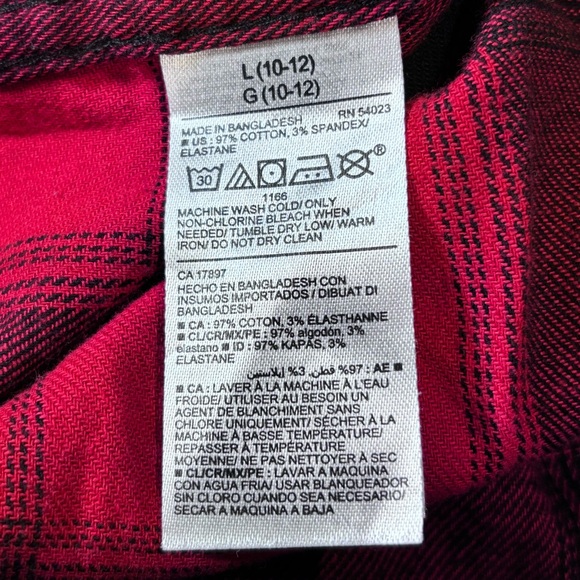 L (10-12)
G (10-12)
MADE IN BANGLADESH RN 54023
■ US : 97% COTTON, 3% SPANDEX/
ELASTANE
30
®
1166
MACHINE WASH COLD/ ONLY
NON-CHLORINE BLEACH WHEN
NEEDED/ TUMBLE DRY LOW/ WARM
IRON/ DO NOT DRY CLEAN
CA 17897
HECHO EN BANGLADESH CON
INSUMOS IMPORTADOS / DIBUAT DI
BANGLADESH
■ CA : 97% COTON, 3% ÉLASTHANNE
■ CL/CR/MX/PE : 97% algodón, 3%
elastano ■ ID : 97% KAPAS, 3%
ELASTANE
■ AE : %97 قطن, %3 إيلاستين
■ CA : LAVER À LA MACHINE À L'EAU
FROIDE/ UTILISER AU BESOIN UN
AGENT DE BLANCHIMENT SANS
CHLORE UNIQUEMENT/ SÉCHER À LA
MACHINE À BASSE TEMPÉRATURE/
REPASSER À TEMPÉRATURE
MOYENNE/ NE PAS NETTOYER À SEC
■ CL/CR/MX/PE : LAVAR A MAQUINA
CON AGUA FRIA/ USAR BLANQUEADOR
SIN CLORO CUANDO SEA NECESARIO/
SECAR A MAQUINA A BAJA